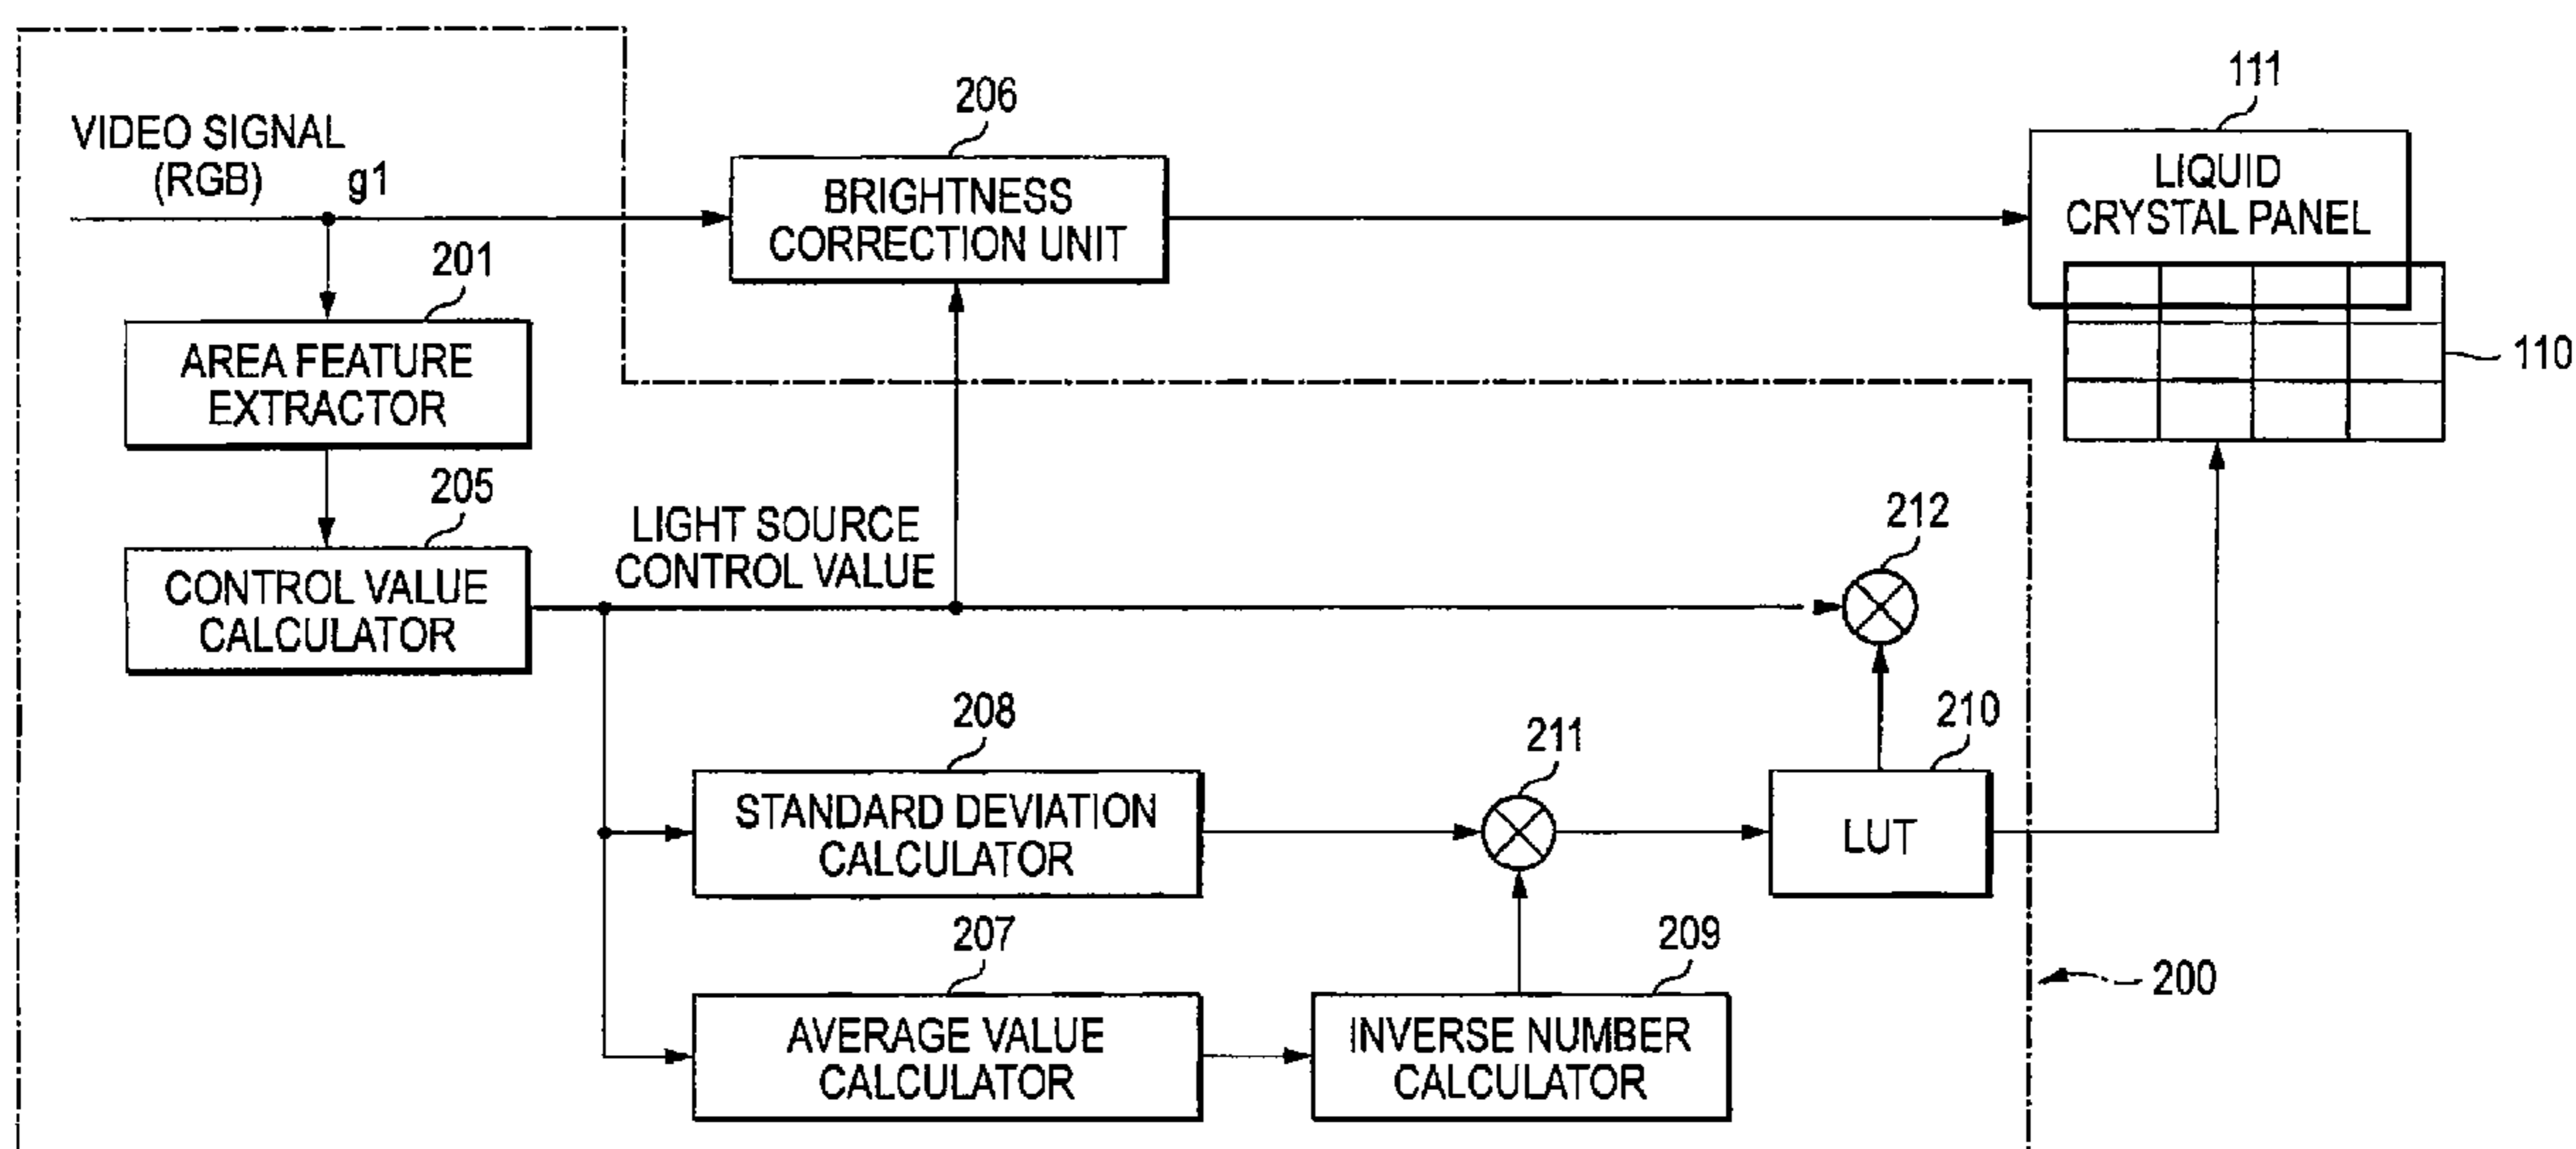 206
111
VIDEO SIGNAL
(RGB)
g1
BRIGHTNESS
CORRECTION UNIT
LIQUID
CRYSTAL PANEL
201
110
AREA FEATURE
EXTRACTOR
205
LIGHT SOURCE
CONTROL VALUE
212
CONTROL VALUE
CALCULATOR
208
211
210
STANDARD DEVIATION
CALCULATOR
LUT
207
209
200
AVERAGE VALUE
CALCULATOR
INVERSE NUMBER
CALCULATOR